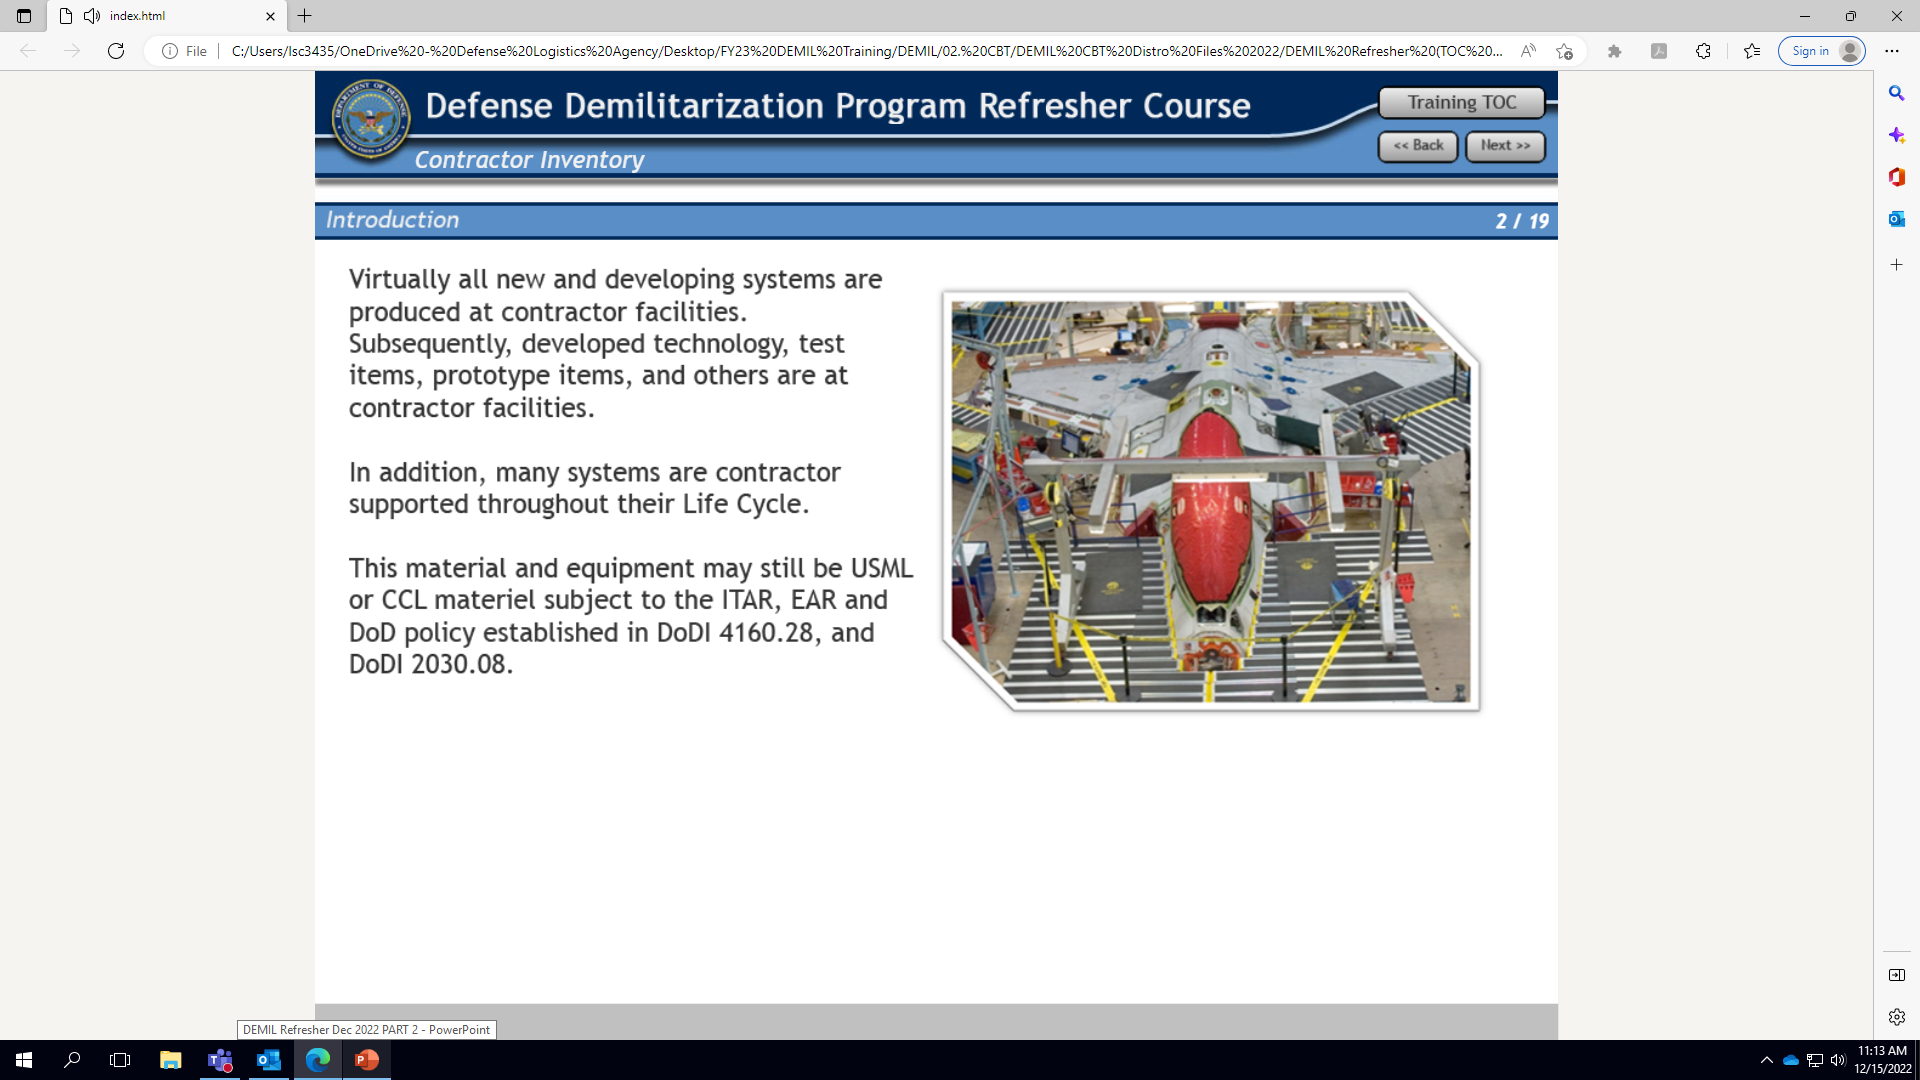 index.html
File
C:/Users/lsc3435/OneDrive%20-%20Defense%20Logistics%20Agency/Desktop/FY23%20DEMIL%20Training/DEMIL/02.%20CBT/DEMIL%20CBT%20Distro%20Files%202022/DEMIL%20Refresher%20(TOC%20...
Sign in
Defense Demilitarization Program Refresher Course
Training TOC
<< Back
Next >>
Contractor Inventory
Introduction
2 / 19
Virtually all new and developing systems are
produced at contractor facilities.
Subsequently, developed technology, test
items, prototype items, and others are at
contractor facilities.
In addition, many systems are contractor
supported throughout their Life Cycle.
This material and equipment may still be USML
or CCL materiel subject to the ITAR, EAR and
DoD policy established in DoDI 4160.28, and
DoDI 2030.08.
DEMIL Refresher Dec 2022 PART 2 - PowerPoint
11:13 AM
12/15/2022